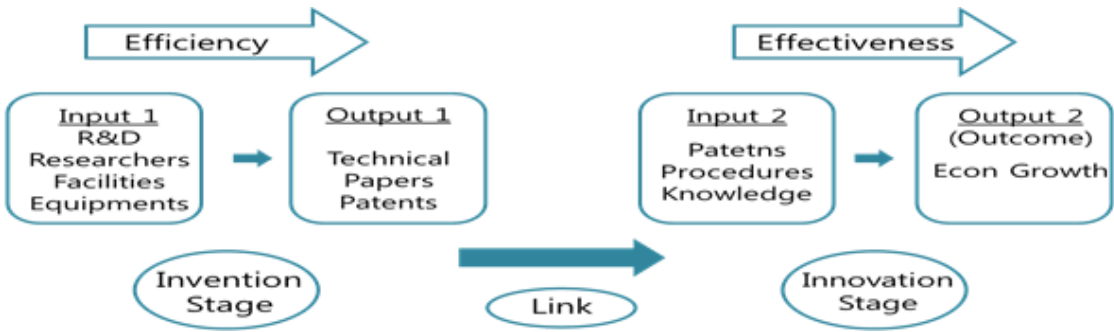 Efficiency
Effectiveness
Input 1
R&D
Researchers
Facilities
Equipments
Output 1
Technical
Papers
Patents
Input 2
Patetns
Procedures
Knowledge
Output 2
(Outcome)
Econ Growth
Invention
Stage
Link
Innovation
Stage